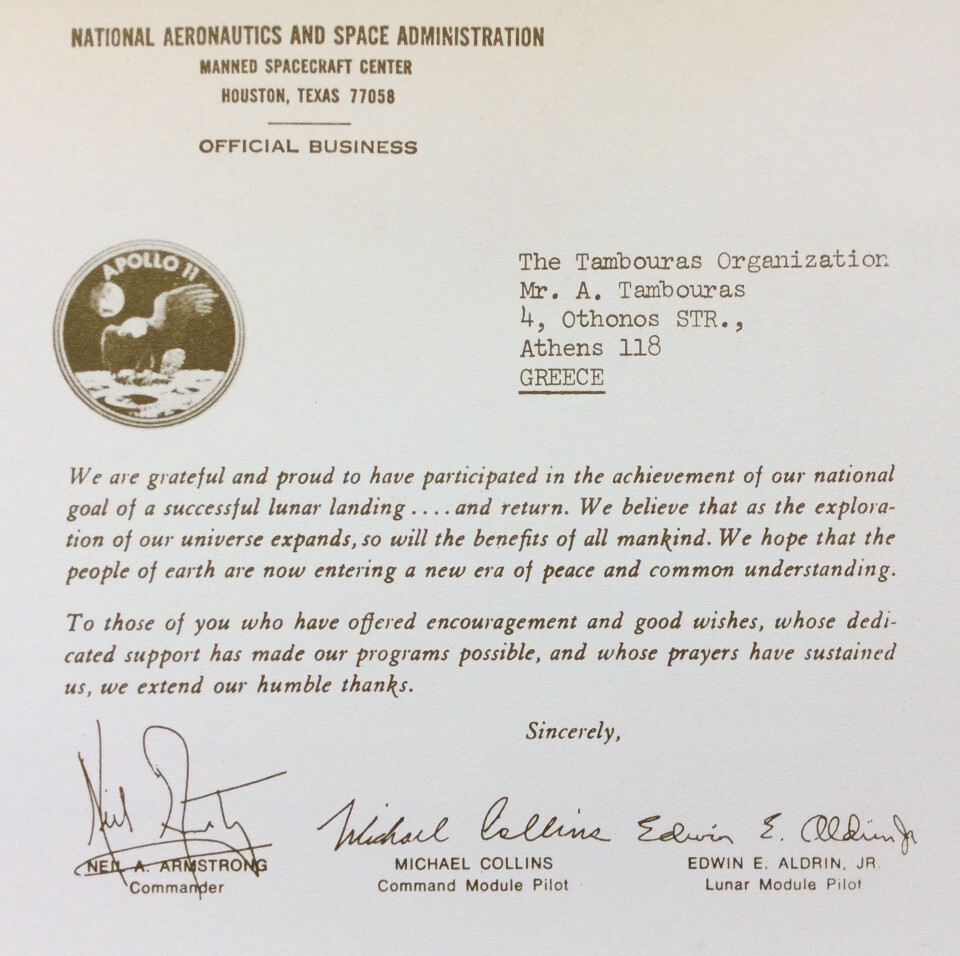 NATIONAL AERONAUTICS AND SPACE ADMINISTRATION
MANNED SPACECRAFT CENTER
HOUSTON, TEXAS 77058
OFFICIAL BUSINESS
APOLLO 11
The Tambouras Organization
Mr. A. Tambouras
4, Othonos STR.,
Athens 118
GREECE
We are grateful and proud to have participated in the achievement of our national
goal of a successful lunar landing .... and return. We believe that as the explora-
tion of our universe expands, so will the benefits of all mankind. We hope that the
people of earth are now entering a new era of peace and common understanding.
To those of you who have offered encouragement and good wishes, whose dedi-
cated support has made our programs possible, and whose prayers have sustained
us, we extend our humble thanks.
Sincerely,
Neil Armstrong
Michael Collins
Edwin E. Aldrin Jr
NEIL A. ARMSTRONG
Commander
MICHAEL COLLINS
Command Module Pilot
EDWIN E. ALDRIN, JR.
Lunar Module Pilot